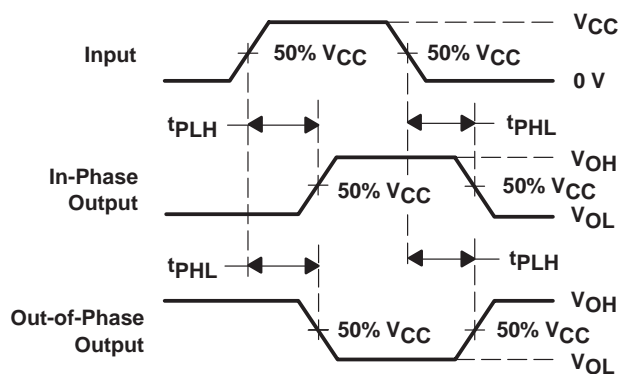 VCC
Input
50% VCC
50% VCC
0 V
tPLH
tPHL
In-Phase
Output
50% VCC
VOH
50% VCC
VOL
tPHL
tPLH
Out-of-Phase
Output
50% VCC
VOH
50% VCC
VOL